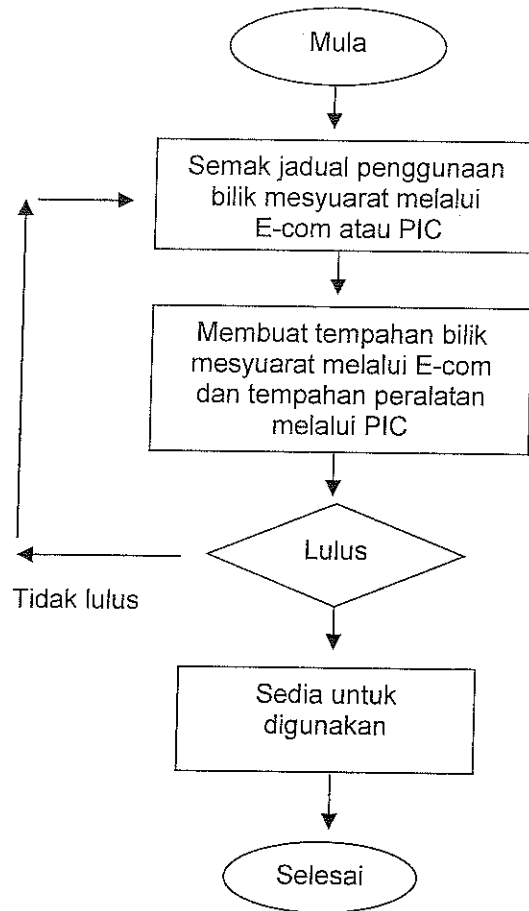 Mula
Semak jadual penggunaan
bilik mesyuarat melalui
E-com atau PIC
Membuat tempahan bilik
mesyuarat melalui E-com
dan tempahan peralatan
melalui PIC
Lulus
Tidak lulus
Sedia untuk
digunakan
Selesai